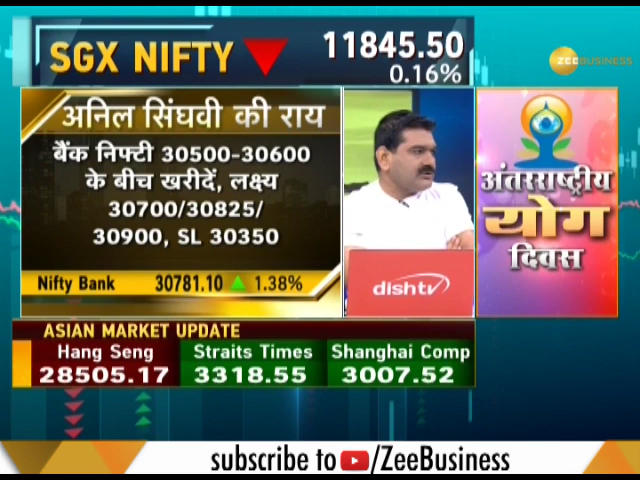 SGX NIFTY 11845.50
0.16%
ZEEBUSINESS
अनिल सिंघवी की राय
बैंक निफ्टी 30500-30600
के बीच खरीदें, लक्ष्य
30700/30825/
30900, SL 30350
Nifty Bank 30781.10 1.38%
dishtv
अंतरराष्ट्रीय
योग
दिवस
ASIAN MARKET UPDATE
Hang Seng Straits Times Shanghai Comp
28505.17 3318.55 3007.52
subscribe to /ZeeBusiness